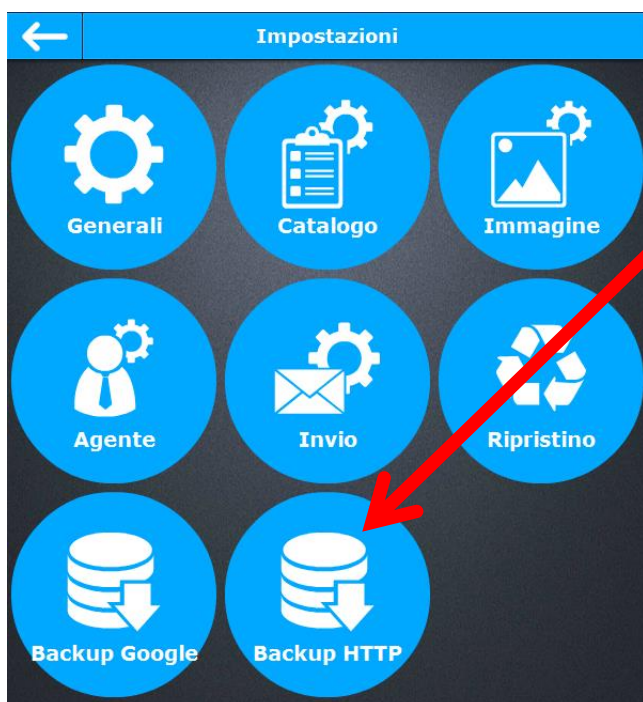 Impostazioni
Generali
Catalogo
Immagine
Agente
Invio
Ripristino
Backup Google
Backup HTTP